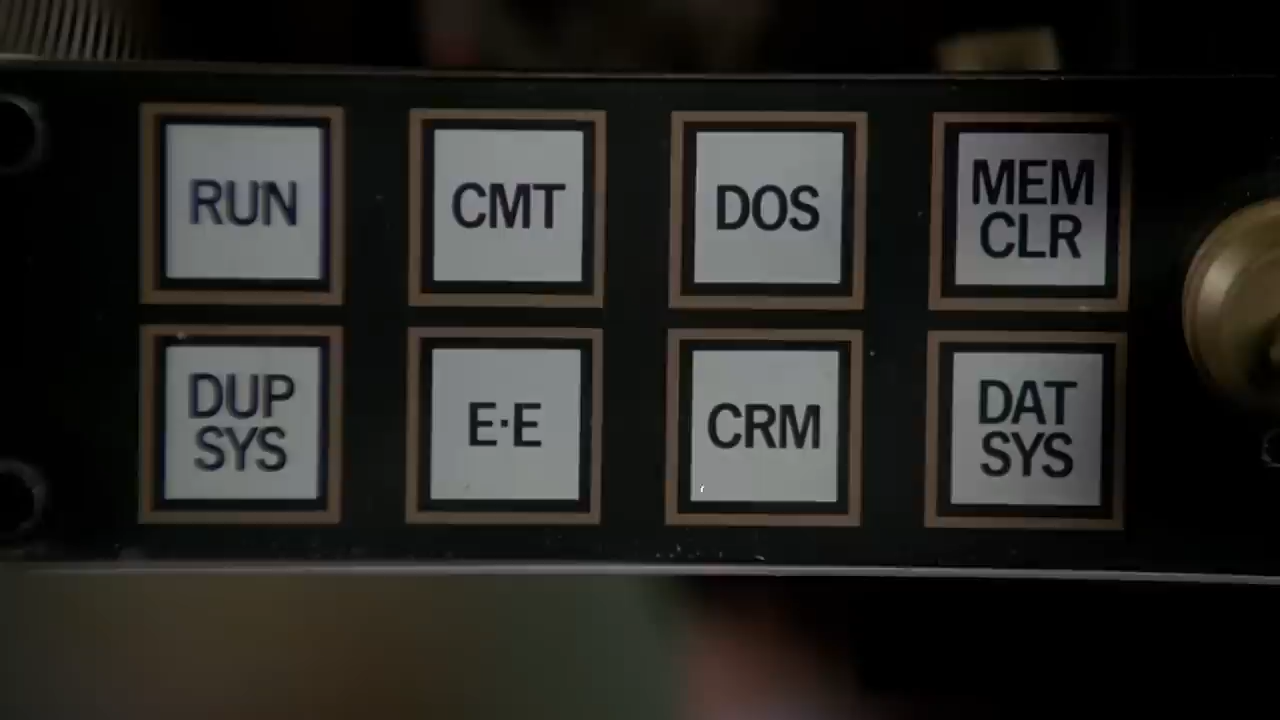 RUN
CMT
DOS
MEM
CLR
DUP
SYS
E·E
CRM
DAT
SYS